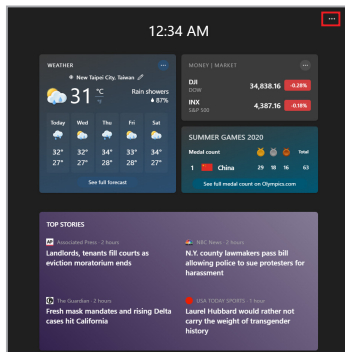 12:34 AM
WEATHER
New Taipei City, Taiwan
31 °C
Rain showers
87%
Today Wed Thu Fri Sat
32° 32° 34° 33° 34°
27° 27° 28° 28° 27°
See full forecast
MONEY | MARKET
DJI 34,838.16 -0.28%
DOW
INX 4,387.16 -0.18%
S&P 500
SUMMER GAMES 2020
Medal count Total
1 China 29 18 16 63
See full medal count on Olympics.com
TOP STORIES
AP Associated Press · 2 hours
Landlords, tenants fill courts as
eviction moratorium ends
NBC News · 2 hours
N.Y. county lawmakers pass bill
allowing police to sue protesters for
harassment
The Guardian · 2 hours
Fresh mask mandates and rising Delta
cases hit California
USA TODAY SPORTS · 1 hour
Laurel Hubbard would rather not
carry the weight of transgender
history